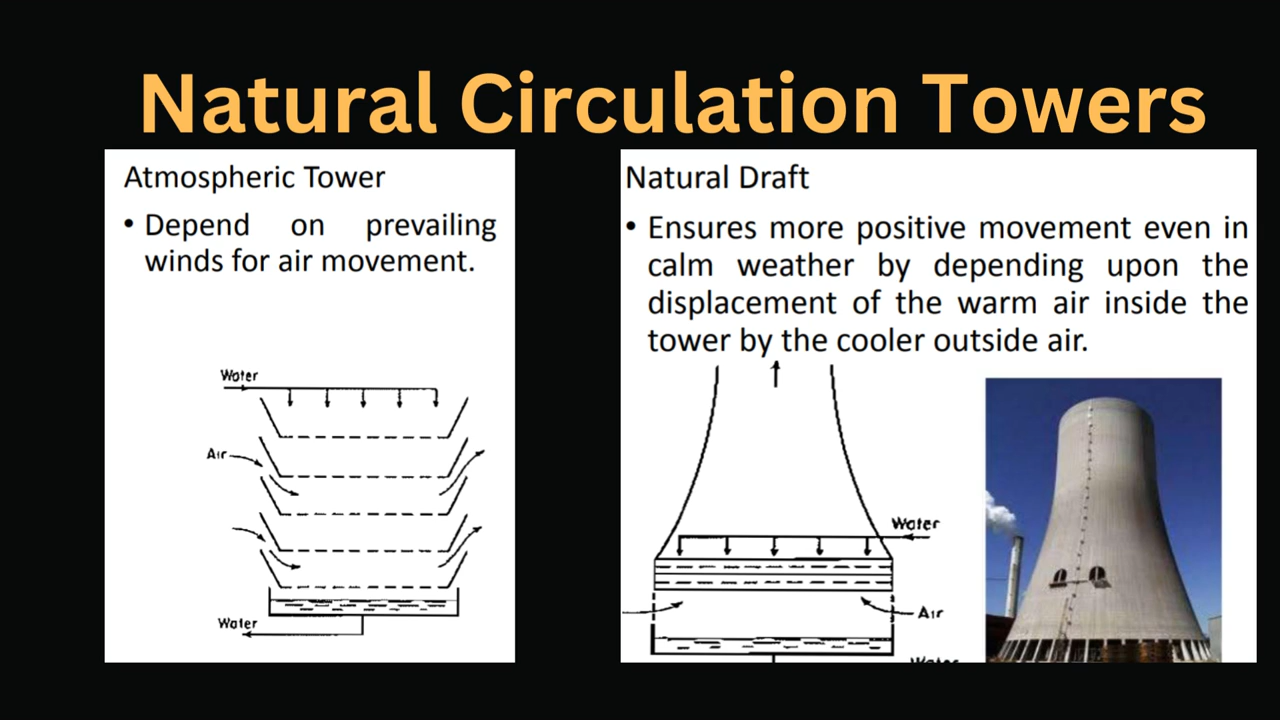 Natural Circulation Towers
Atmospheric Tower
• Depend on prevailing
winds for air movement.
Water
Air
Water
Natural Draft
• Ensures more positive movement even in
calm weather by depending upon the
displacement of the warm air inside the
tower by the cooler outside air.
Water
Air
Water